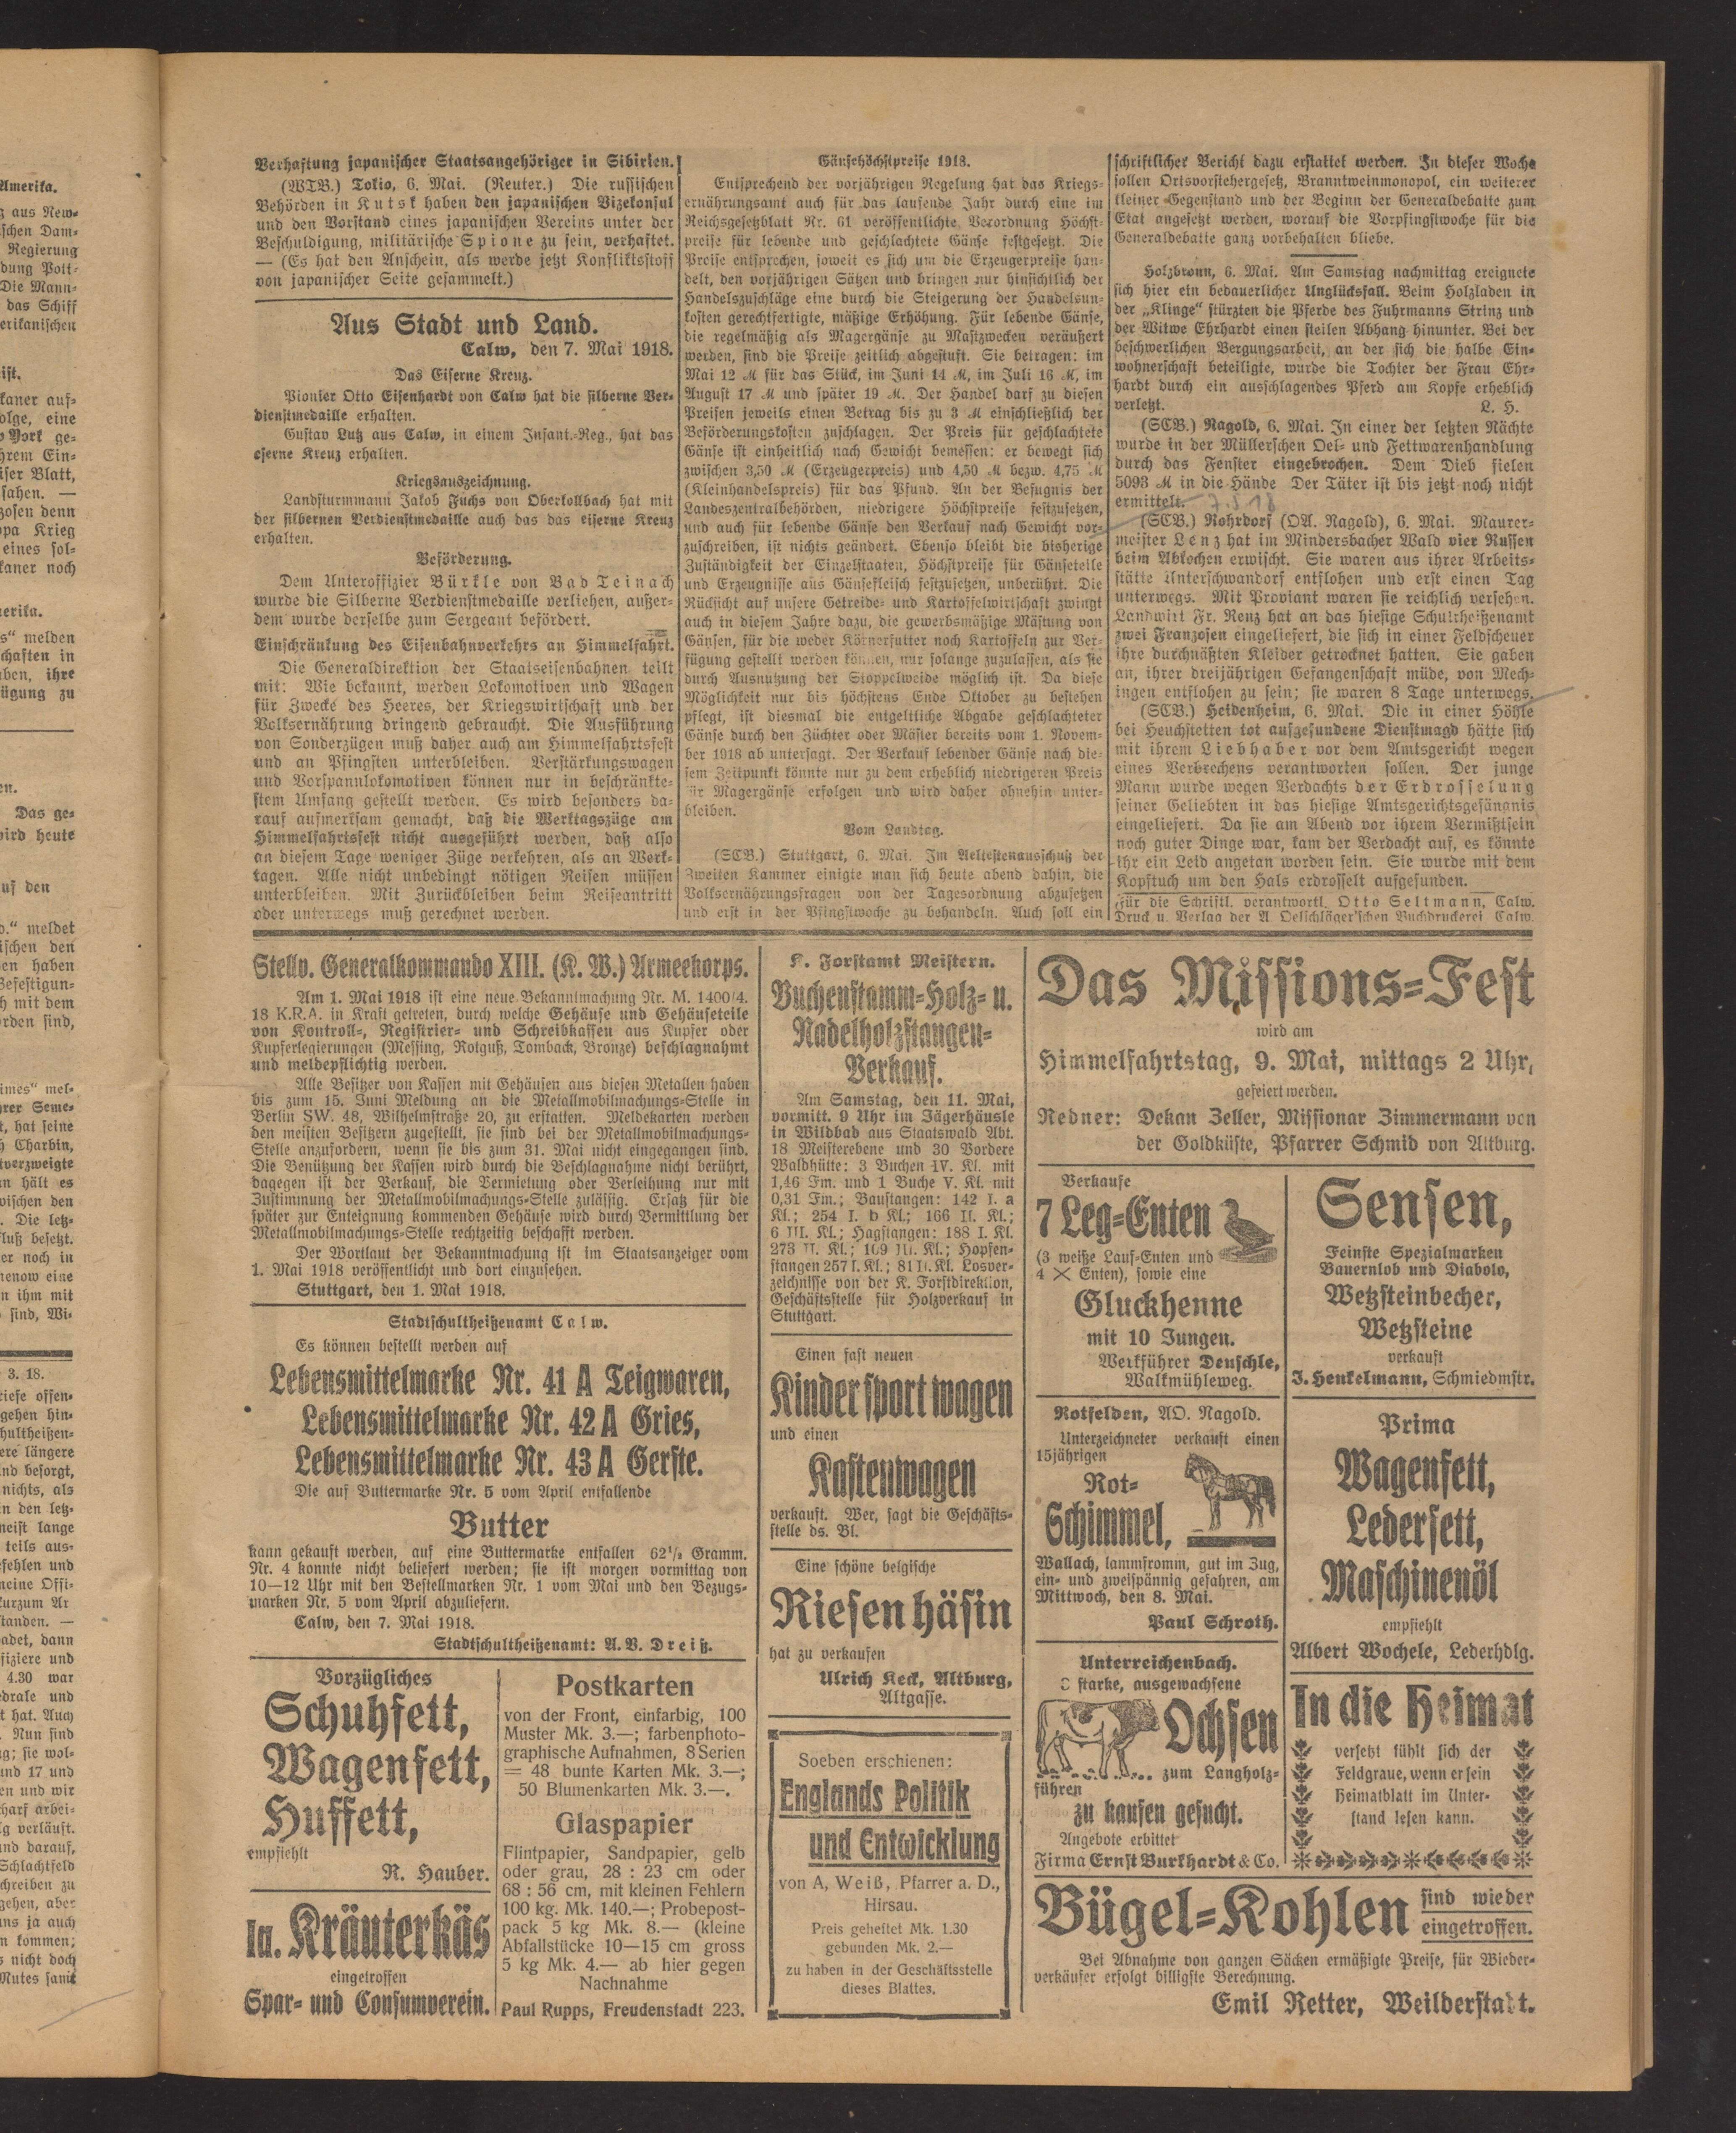 Verhaftung japanischer Staatsangehöriger in Sibirien.
(WTB.) Tokio, 6. Mai. (Reuter.) Die russischen
Behörden in Kutsk haben den japanischen Vizekonsul
und den Vorstand eines japanischen Vereins unter der
Beschuldigung, militärische Spione zu sein, verhaftet.
— (Es hat den Anschein, als werde jetzt Konfliktsstoff
von japanischer Seite gesammelt.)
Aus Stadt und Land.
Calw, den 7. Mai 1918.
Das Eiserne Kreuz.
Pionier Otto Eisenhardt von Calw hat die silberne Ver-
dienstmedaille erhalten.
Gustav Lutz aus Calw, in einem Infant.-Reg., hat das
eserne Kreuz erhalten.
Kriegsauszeichnung.
Landsturmmann Jakob Fuchs von Oberkollbach hat mit
der silbernen Verdienstmedaille auch das das eiserne Kreuz
erhalten.
Beförderung.
Dem Unteroffizier Bürkle von Bad Teinach
wurde die Silberne Verdienstmedaille verliehen, außer-
dem wurde derselbe zum Sergeant befördert.
Einschränkung des Eisenbahnverkehrs an Himmelfahrt.
Die Generaldirektion der Staatseisenbahnen teilt
mit: Wie bekannt, werden Lokomotiven und Wagen
für Zwecke des Heeres, der Kriegswirtschaft und der
Volksernährung dringend gebraucht. Die Ausführung
von Sonderzügen muß daher auch am Himmelfahrtsfest
und an Pfingsten unterbleiben. Verstärkungswagen
und Vorspannlokomotiven können nur in beschränkte-
stem Umfang gestellt werden. Es wird besonders da-
rauf aufmerksam gemacht, daß die Werktagszüge am
Himmelfahrtsfest nicht ausgeführt werden, daß also
an diesem Tage weniger Züge verkehren, als an Werk-
tagen. Alle nicht unbedingt nötigen Reisen müssen
unterbleiben. Mit Zurückbleiben beim Reiseantritt
oder unterwegs muß gerechnet werden.
Gänsehöchstpreise 1918.
Entsprechend der vorjährigen Regelung hat das Kriegs-
ernährungsamt auch für das laufende Jahr durch eine im
Reichsgesetzblatt Nr. 61 veröffentlichte Verordnung Höchst-
preise für lebende und geschlachtete Gänse festgesetzt. Die
Preise entsprechen, soweit es sich um die Erzeugerpreise han-
delt, den vorjährigen Sätzen und bringen nur hinsichtlich der
Handelszuschläge eine durch die Steigerung der Handelsun-
kosten gerechtfertigte, mäßige Erhöhung. Für lebende Gänse,
die regelmäßig als Magergänse zu Mastzwecken veräußert
werden, sind die Preise zeitlich abgestuft. Sie betragen: im
Mai 12 M für das Stück, im Juni 14 M, im Juli 16 M, im
August 17 M und später 19 M. Der Handel darf zu diesen
Preisen jeweils einen Betrag bis zu 3 M einschließlich der
Beförderungskosten zuschlagen. Der Preis für geschlachtete
Gänse ist einheitlich nach Gewicht bemessen: er bewegt sich
zwischen 3,50 M (Erzeugerpreis) und 4,50 M bezw. 4,75 M
(Kleinhandelspreis) für das Pfund. An der Befugnis der
Landeszentralbehörden, niedrigere Höchstpreise festzusetzen,
und auch für lebende Gänse den Verkauf nach Gewicht vor-
zuschreiben, ist nichts geändert. Ebenso bleibt die bisherige
Zuständigkeit der Einzelstaaten, Höchstpreise für Gänseteile
und Erzeugnisse aus Gänsefleisch festzusetzen, unberührt. Die
Rücksicht auf unsere Getreide- und Kartoffelwirtschaft zwingt
auch in diesem Jahre dazu, die gewerbsmäßige Mästung von
Gänsen, für die weder Körnerfutter noch Kartoffeln zur Ver-
fügung gestellt werden können, nur solange zuzulassen, als sie
durch Ausnutzung der Stoppelweide möglich ist. Da diese
Möglichkeit nur bis höchstens Ende Oktober zu bestehen
pflegt, ist diesmal die entgeltliche Abgabe geschlachteter
Gänse durch den Züchter oder Mäster bereits vom 1. Novem-
ber 1918 ab untersagt. Der Verkauf lebender Gänse nach die-
sem Zeitpunkt könnte nur zu dem erheblich niedrigeren Preis
für Magergänse erfolgen und wird daher ohnehin unter-
bleiben.
Vom Landtag.
(SCB.) Stuttgart, 6. Mai. Im Aeltestenausschuß der
Zweiten Kammer einigte man sich heute abend dahin, die
Volksernährungsfragen von der Tagesordnung abzusetzen
und erst in der Pfingstwoche zu behandeln. Auch soll ein
schriftlicher Bericht dazu erstattet werden. In dieser Woche
sollen Ortsvorstehergesetz, Branntweinmonopol, ein weiterer
kleiner Gegenstand und der Beginn der Generaldebatte zum
Etat angesetzt werden, worauf die Vorpfingstwoche für die
Generaldebatte ganz vorbehalten bliebe.
Holzbronn, 6. Mai. Am Samstag nachmittag ereignete
sich hier ein bedauerlicher Unglücksfall. Beim Holzladen in
der „Klinge“ stürzten die Pferde des Fuhrmanns Strinz und
der Witwe Ehrhardt einen steilen Abhang hinunter. Bei der
beschwerlichen Bergungsarbeit, an der sich die halbe Ein-
wohnerschaft beteiligte, wurde die Tochter der Frau Ehr-
hardt durch ein ausschlagendes Pferd am Kopfe erheblich
verletzt. L. H.
(SCB.) Nagold, 6. Mai. In einer der letzten Nächte
wurde in der Müllerschen Oel- und Fettwarenhandlung
durch das Fenster eingebrochen. Dem Dieb fielen
5093 M in die Hände Der Täter ist bis jetzt noch nicht
ermittelt. 7.5.18
(SCB.) Rohrdorf (OA. Nagold), 6. Mai. Maurer-
meister Lenz hat im Mindersbacher Wald vier Russen
beim Abkochen erwischt. Sie waren aus ihrer Arbeits-
stätte Unterschwandorf entflohen und erst einen Tag
unterwegs. Mit Proviant waren sie reichlich versehen.
Landwirt Fr. Renz hat an das hiesige Schultheißenamt
zwei Franzosen eingeliefert, die sich in einer Feldscheuer
ihre durchnäßten Kleider getrocknet hatten. Sie gaben
an, ihrer dreijährigen Gefangenschaft müde, von Mech-
ingen entflohen zu sein; sie waren 8 Tage unterwegs.
(SCB.) Heidenheim, 6. Mai. Die in einer Höhle
bei Heuchstetten tot aufgefundene Dienstmagd hätte sich
mit ihrem Liebhaber vor dem Amtsgericht wegen
eines Verbrechens verantworten sollen. Der junge
Mann wurde wegen Verdachts der Erdrosselung
seiner Geliebten in das hiesige Amtsgerichtsgefängnis
eingeliefert. Da sie am Abend vor ihrem Vermißtsein
noch guter Dinge war, kam der Verdacht auf, es könnte
ihr ein Leid angetan worden sein. Sie wurde mit dem
Kopftuch um den Hals erdrosselt aufgefunden.
Für die Schriftl. verantwortl. Otto Seltmann, Calw.
Druck u. Verlag der A. Oelschläger'schen Buchdruckerei Calw.
Stellv. Generalkommando XIII. (K. W.) Armeekorps.
Am 1. Mai 1918 ist eine neue Bekanntmachung Nr. M. 1400/4.
18 K.R.A. in Kraft getreten, durch welche Gehäuse und Gehäuseteile
von Kontroll-, Registrier- und Schreibkassen aus Kupfer oder
Kupferlegierungen (Messing, Rotguß, Tomback, Bronze) beschlagnahmt
und meldepflichtig werden.
Alle Besitzer von Kassen mit Gehäusen aus diesen Metallen haben
bis zum 15. Juni Meldung an die Metallmobilmachungs-Stelle in
Berlin SW. 48, Wilhelmstraße 20, zu erstatten. Meldekarten werden
den meisten Besitzern zugestellt, sie sind bei der Metallmobilmachungs-
Stelle anzufordern, wenn sie bis zum 31. Mai nicht eingegangen sind.
Die Benützung der Kassen wird durch die Beschlagnahme nicht berührt,
dagegen ist der Verkauf, die Vermietung oder Verleihung nur mit
Zustimmung der Metallmobilmachungs-Stelle zulässig. Ersatz für die
später zur Enteignung kommenden Gehäuse wird durch Vermittlung der
Metallmobilmachungs-Stelle rechtzeitig beschafft werden.
Der Wortlaut der Bekanntmachung ist im Staatsanzeiger vom
1. Mai 1918 veröffentlicht und dort einzusehen.
Stuttgart, den 1. Mai 1918.
Stadtschultheißenamt Calw.
Es können bestellt werden auf
Lebensmittelmarke Nr. 41 A Teigwaren,
Lebensmittelmarke Nr. 42 A Gries,
Lebensmittelmarke Nr. 43 A Gerste.
Die auf Buttermarke Nr. 5 vom April entfallende
Butter
kann gekauft werden, auf eine Buttermarke entfallen 62½ Gramm.
Nr. 4 konnte nicht beliefert werden; sie ist morgen vormittag von
10—12 Uhr mit den Bestellmarken Nr. 1 vom Mai und den Bezugs-
marken Nr. 5 vom April abzuliefern.
Calw, den 7. Mai 1918.
Stadtschultheißenamt: A. V. Dreiß.
Vorzügliches
Schuhfett,
Wagenfett,
Huffett,
empfiehlt
R. Hauber.
Ia. Kräuterkäs
eingetroffen
Spar- und Consumverein.
Postkarten
von der Front, einfarbig, 100
Muster Mk. 3.—; farbenphoto-
graphische Aufnahmen, 8 Serien
= 48 bunte Karten Mk. 3.—;
50 Blumenkarten Mk. 3.—.
Glaspapier
Flintpapier, Sandpapier, gelb
oder grau, 28 : 23 cm oder
68 : 56 cm, mit kleinen Fehlern
100 kg. Mk. 140.—; Probepost-
pack 5 kg Mk. 8.— (kleine
Abfallstücke 10—15 cm gross
5 kg Mk. 4.— ab hier gegen
Nachnahme
Paul Rupps, Freudenstadt 223.
K. Forstamt Meistern.
Buchenstamm-Holz- u.
Nadelholzstangen-
Verkauf.
Am Samstag, den 11. Mai,
vormitt. 9 Uhr im Jägerhäusle
in Wildbad aus Staatswald Abt.
18 Meisterebene und 30 Vordere
Waldhütte: 3 Buchen IV. Kl. mit
1,46 Fm. und 1 Buche V. Kl. mit
0,31 Fm.; Baustangen: 142 I. a
Kl.; 254 I. b Kl.; 166 II. Kl.;
6 III. Kl.; Hagstangen: 188 I. Kl.
273 II. Kl.; 109 III. Kl.; Hopfen-
stangen 257 I. Kl.; 81 II. Kl. Losver-
zeichnisse von der K. Forstdirektion,
Geschäftsstelle für Holzverkauf in
Stuttgart.
Einen fast neuen
Kindersportwagen
und einen
Kastenwagen
verkauft. Wer, sagt die Geschäfts-
stelle ds. Bl.
Eine schöne belgische
Riesenhäsin
hat zu verkaufen
Ulrich Keck, Altburg,
Altgasse.
Soeben erschienen:
Englands Politik
und Entwicklung
von A, Weiß, Pfarrer a. D.,
Hirsau.
Preis geheftet Mk. 1.30
gebunden Mk. 2.—
zu haben in der Geschäftsstelle
dieses Blattes.
Das Missions-Fest
wird am
Himmelfahrtstag, 9. Mai, mittags 2 Uhr,
gefeiert werden.
Redner: Dekan Zeller, Missionar Zimmermann von
der Goldküste, Pfarrer Schmid von Altburg.
Verkaufe
7 Leg-Enten
(3 weiße Lauf-Enten und
4 X Enten), sowie eine
Gluckhenne
mit 10 Jungen.
Werkführer Deuschle,
Walkmühleweg.
Rotfelden, AO. Nagold.
Unterzeichneter verkauft einen
15jährigen
Rot-
Schimmel,
Wallach, lammfromm, gut im Zug,
ein- und zweispännig gefahren, am
Mittwoch, den 8. Mai.
Paul Schroth.
Unterreichenbach.
starke, ausgewachsene
Ochsen
zum Langholz-
führen
zu kaufen gesucht.
Angebote erbittet
Firma Ernst Burkhardt & Co.
Sensen,
Feinste Spezialmarken
Bauernlob und Diabolo,
Wetzsteinbecher,
Wetzsteine
verkauft
J. Henkelmann, Schmiedmstr.
Prima
Wagenfett,
Lederfett,
Maschinenöl
empfiehlt
Albert Wochele, Lederhdlg.
In die Heimat
versetzt fühlt sich der
Feldgraue, wenn er sein
Heimatblatt im Unter-
stand lesen kann.
Bügel-Kohlen sind wieder
eingetroffen.
Bei Abnahme von ganzen Säcken ermäßigte Preise, für Wieder-
verkäufer erfolgt billigste Berechnung.
Emil Retter, Weilderstadt.